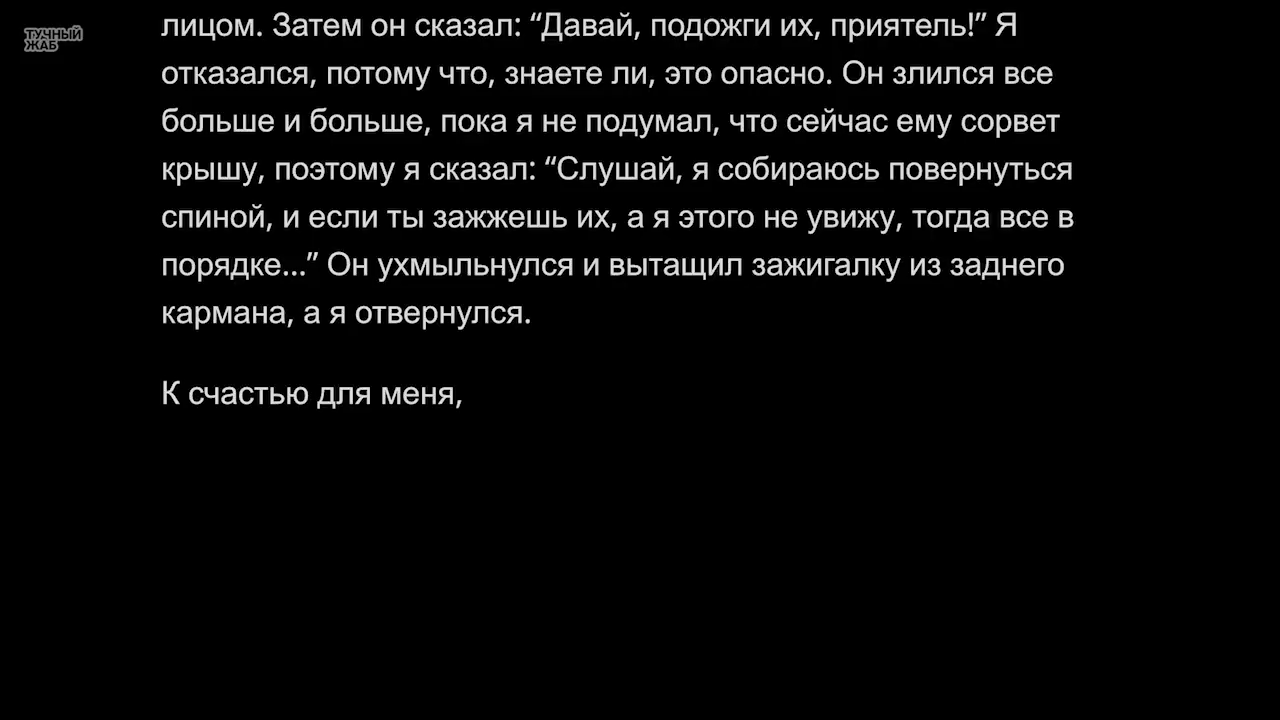 ТУЧНЫЙ
ЖАБ
лицом. Затем он сказал: “Давай, подожги их, приятель!” Я
отказался, потому что, знаете ли, это опасно. Он злился все
больше и больше, пока я не подумал, что сейчас ему сорвет
крышу, поэтому я сказал: “Слушай, я собираюсь повернуться
спиной, и если ты зажжешь их, а я этого не увижу, тогда все в
порядке...” Он ухмыльнулся и вытащил зажигалку из заднего
кармана, а я отвернулся.
К счастью для меня,